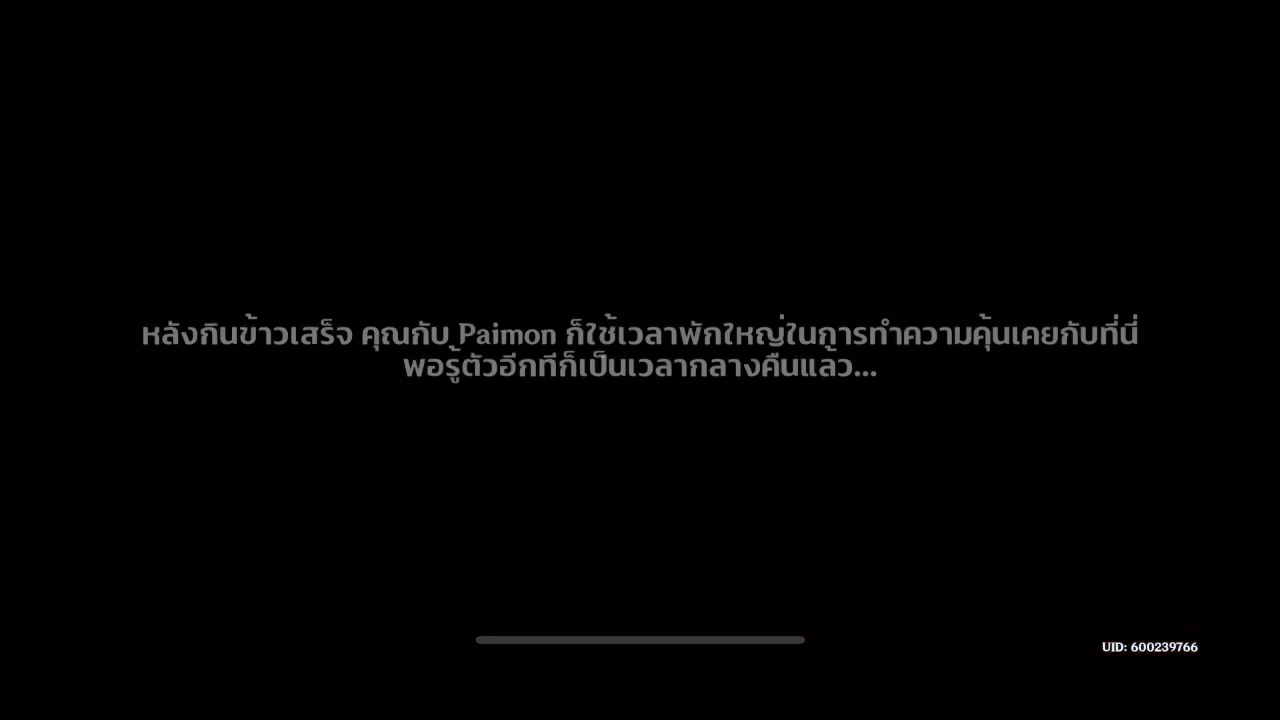 หลังกินข้าวเสร็จ คุณกับ Paimon ก็ใช้เวลาพักใหญ่ในการทำความคุ้นเคยกับที่นี่
พอรู้ตัวอีกทีก็เป็นเวลากลางคืนแล้ว...
UID: 600239766